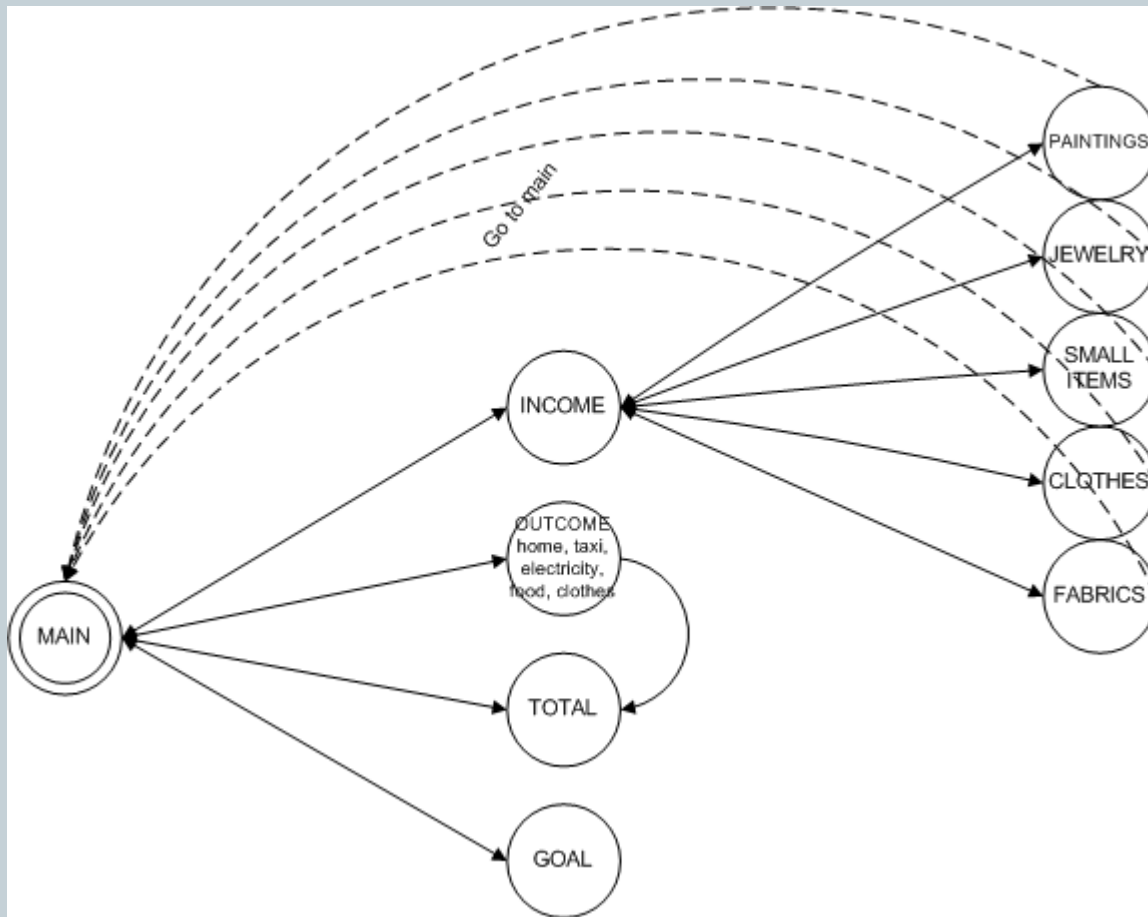 Go to main
PAINTINGS
JEWELRY
SMALL
ITEMS
CLOTHES
FABRICS
INCOME
OUTCOME
home, taxi,
electricity,
food, clothes
MAIN
TOTAL
GOAL